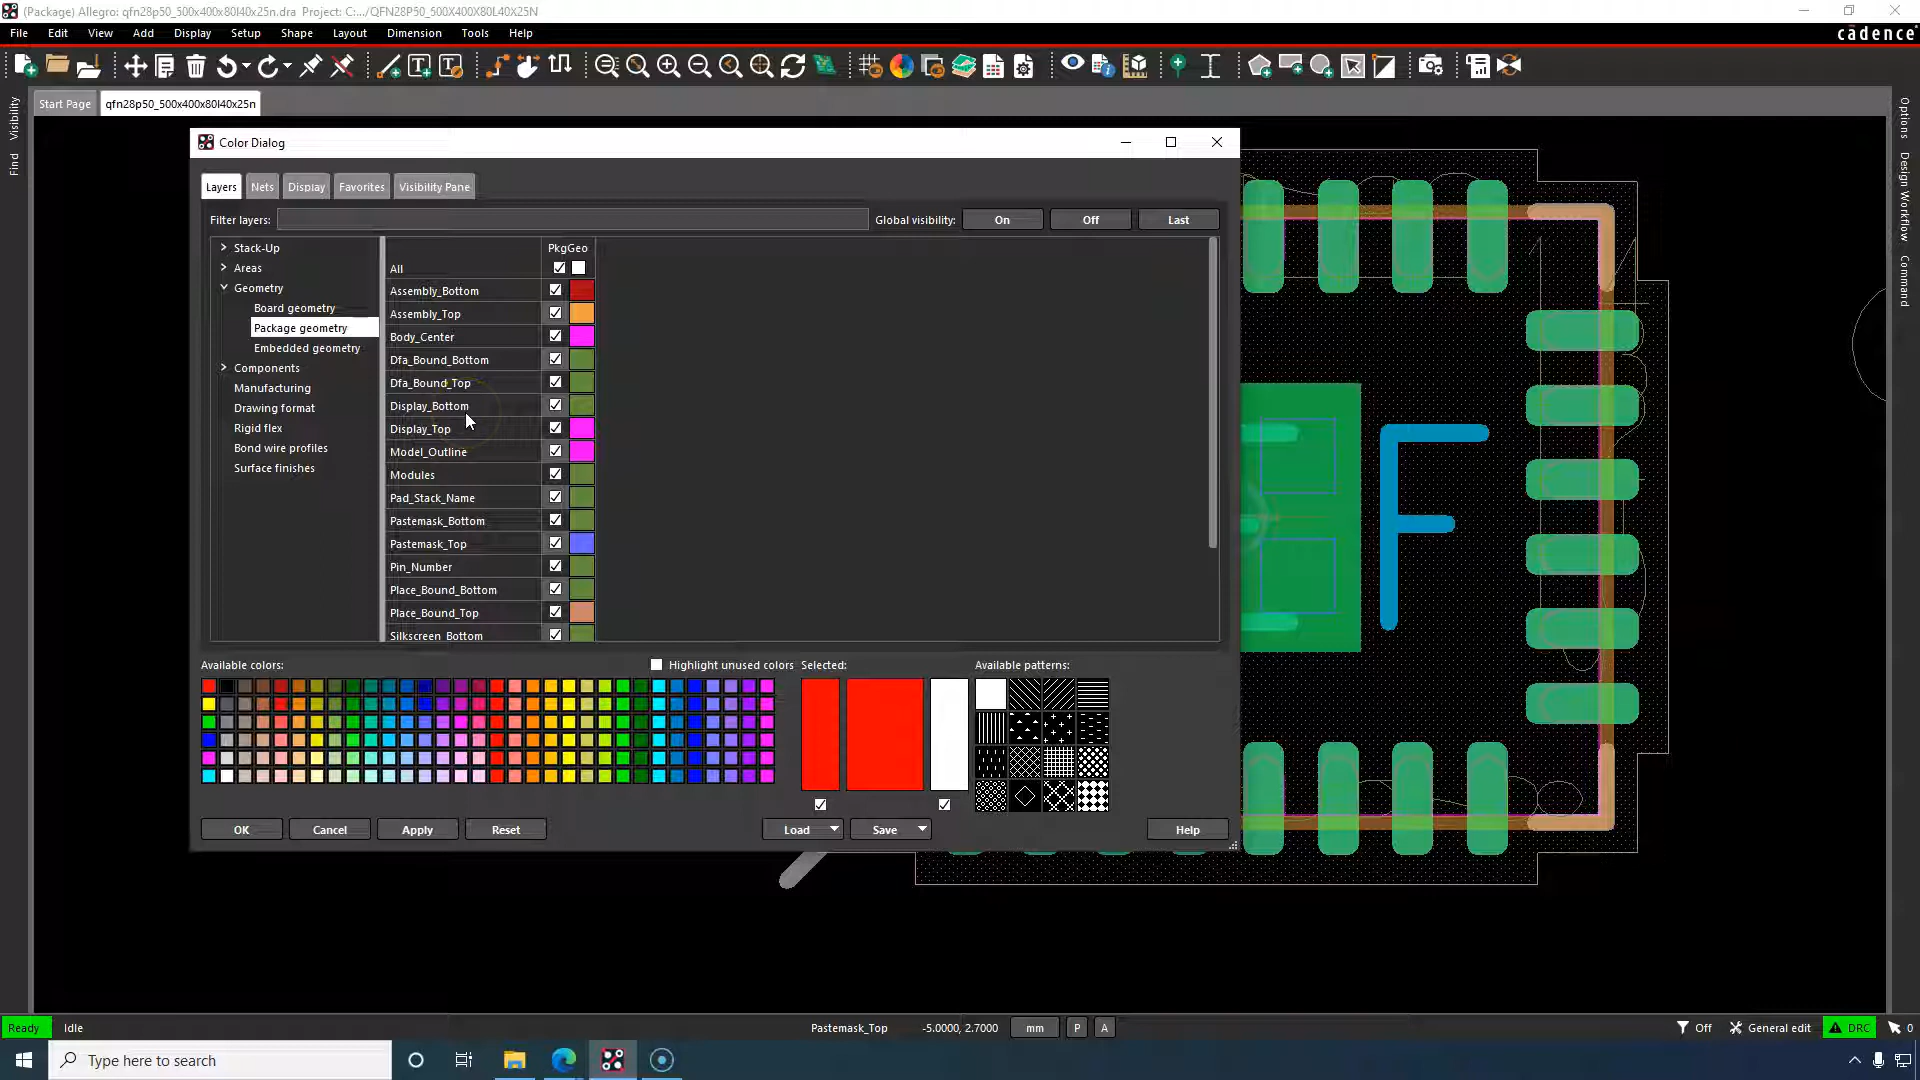 (Package) Allegro: qfn28p50_500x400x80l40x25n.dra  Project: C:.../QFN28P50_500X400X80L40X25N
File Edit View Add Display Setup Shape Layout Dimension Tools Help
cādence
Start Page qfn28p50_500x400x80l40x25n
Visibility
Find
Options
Design Workflow
Command
Color Dialog
Layers Nets Display Favorites Visibility Pane
Filter layers: Global visibility: On Off Last
Stack-Up
Areas
Geometry
Board geometry
Package geometry
Embedded geometry
Components
Manufacturing
Drawing format
Rigid flex
Bond wire profiles
Surface finishes
PkgGeo
All
Assembly_Bottom
Assembly_Top
Body_Center
Dfa_Bound_Bottom
Dfa_Bound_Top
Display_Bottom
Display_Top
Model_Outline
Modules
Pad_Stack_Name
Pastemask_Bottom
Pastemask_Top
Pin_Number
Place_Bound_Bottom
Place_Bound_Top
Silkscreen_Bottom
Available colors: Highlight unused colors Selected: Available patterns:
OK Cancel Apply Reset Load Save Help
F
Ready Idle Pastemask_Top -5.0000, 2.7000 mm P A Off General edit DRC 0
Type here to search